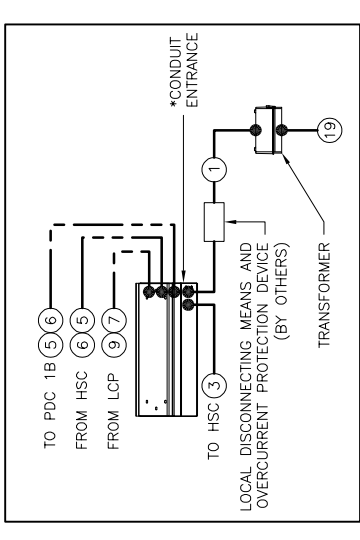 TO PDC 1B 5 6
FROM HSC 6 5
FROM LCP 9 7
*CONDUIT
ENTRANCE
TO HSC 3
1
LOCAL DISCONNECTING MEANS AND
OVERCURRENT PROTECTION DEVICE
(BY OTHERS)
TRANSFORMER
19